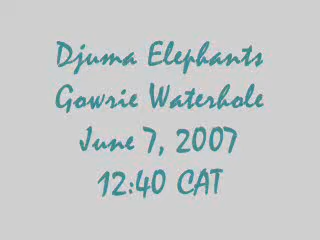 Djuma Elephants
Gowrie Waterhole
June 7, 2007
12:40 CAT